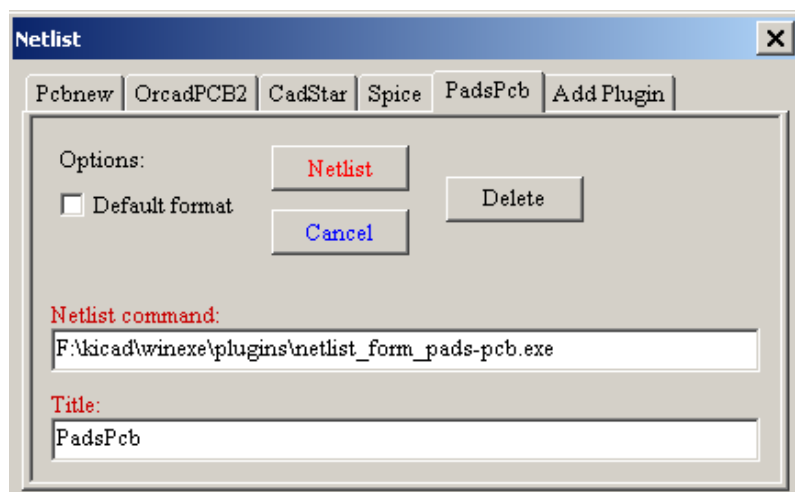 Netlist
Pcbnew OrcadPCB2 CadStar Spice PadsPcb Add Plugin
Options: Netlist
Default format Delete
Cancel
Netlist command:
F:\kicad\winexe\plugins\netlist_form_pads-pcb.exe
Title:
PadsPcb